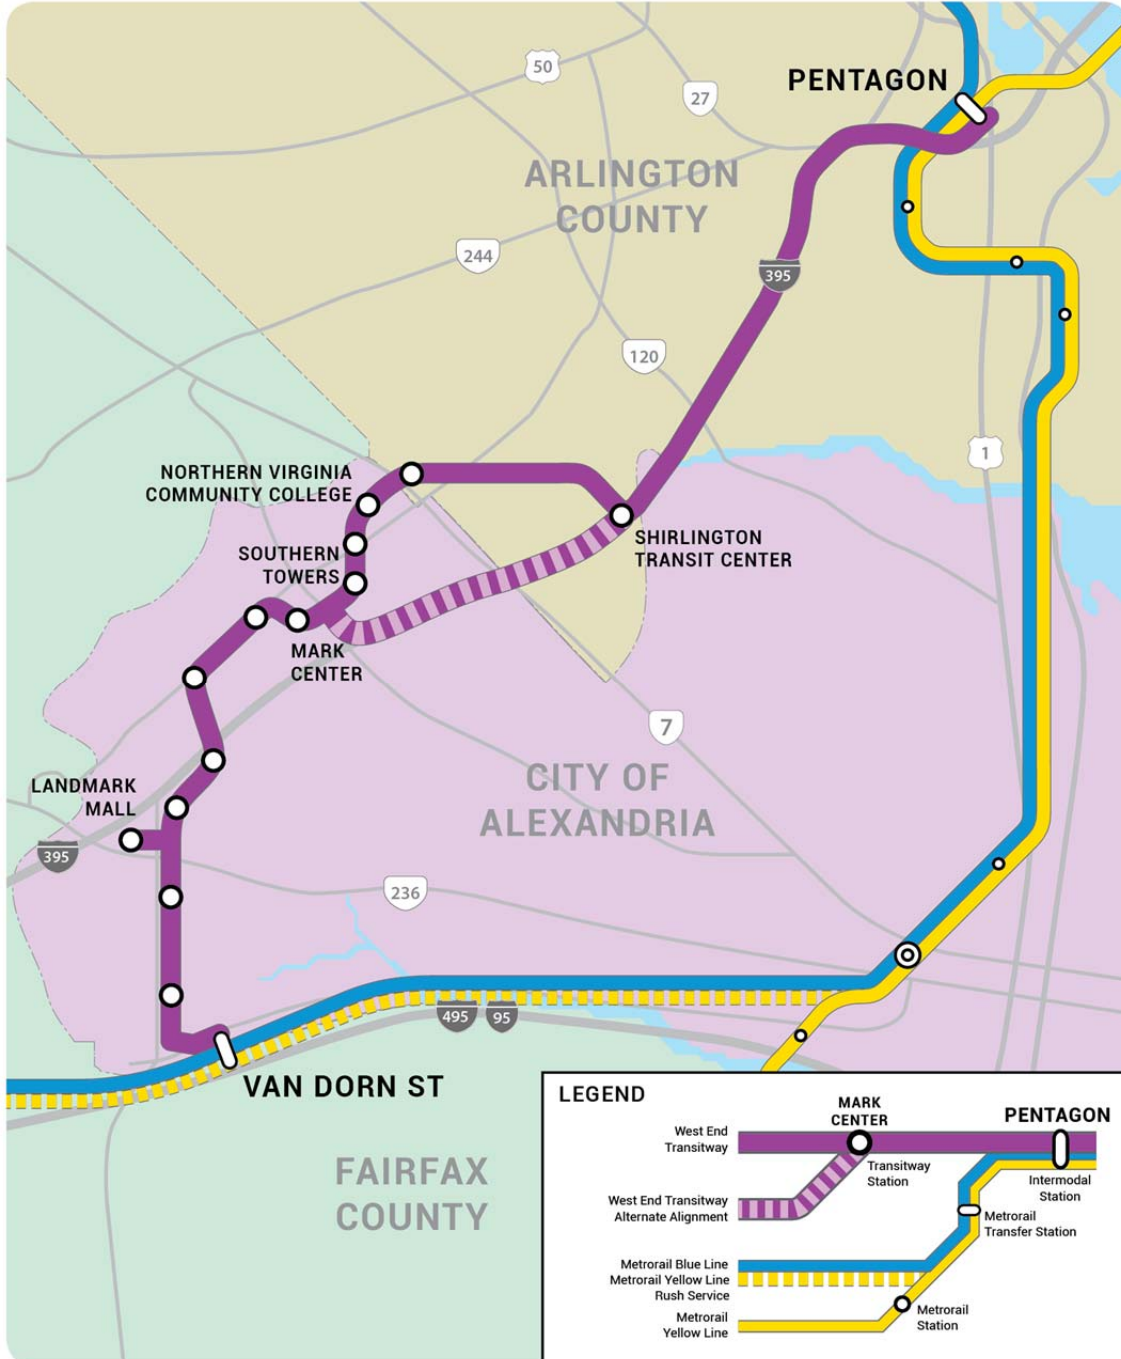 50
PENTAGON
27
ARLINGTON
COUNTY
244
395
120
1
NORTHERN VIRGINIA
COMMUNITY COLLEGE
SHIRLINGTON
TRANSIT CENTER
SOUTHERN
TOWERS
MARK
CENTER
7
CITY OF
ALEXANDRIA
LANDMARK
MALL
395
236
495
95
VAN DORN ST
FAIRFAX
COUNTY
LEGEND
MARK
CENTER
PENTAGON
West End
Transitway
Transitway
Station
Intermodal
Station
West End Transitway
Alternate Alignment
Metrorail
Transfer Station
Metrorail Blue Line
Metrorail Yellow Line
Rush Service
Metrorail
Station
Metrorail
Yellow Line